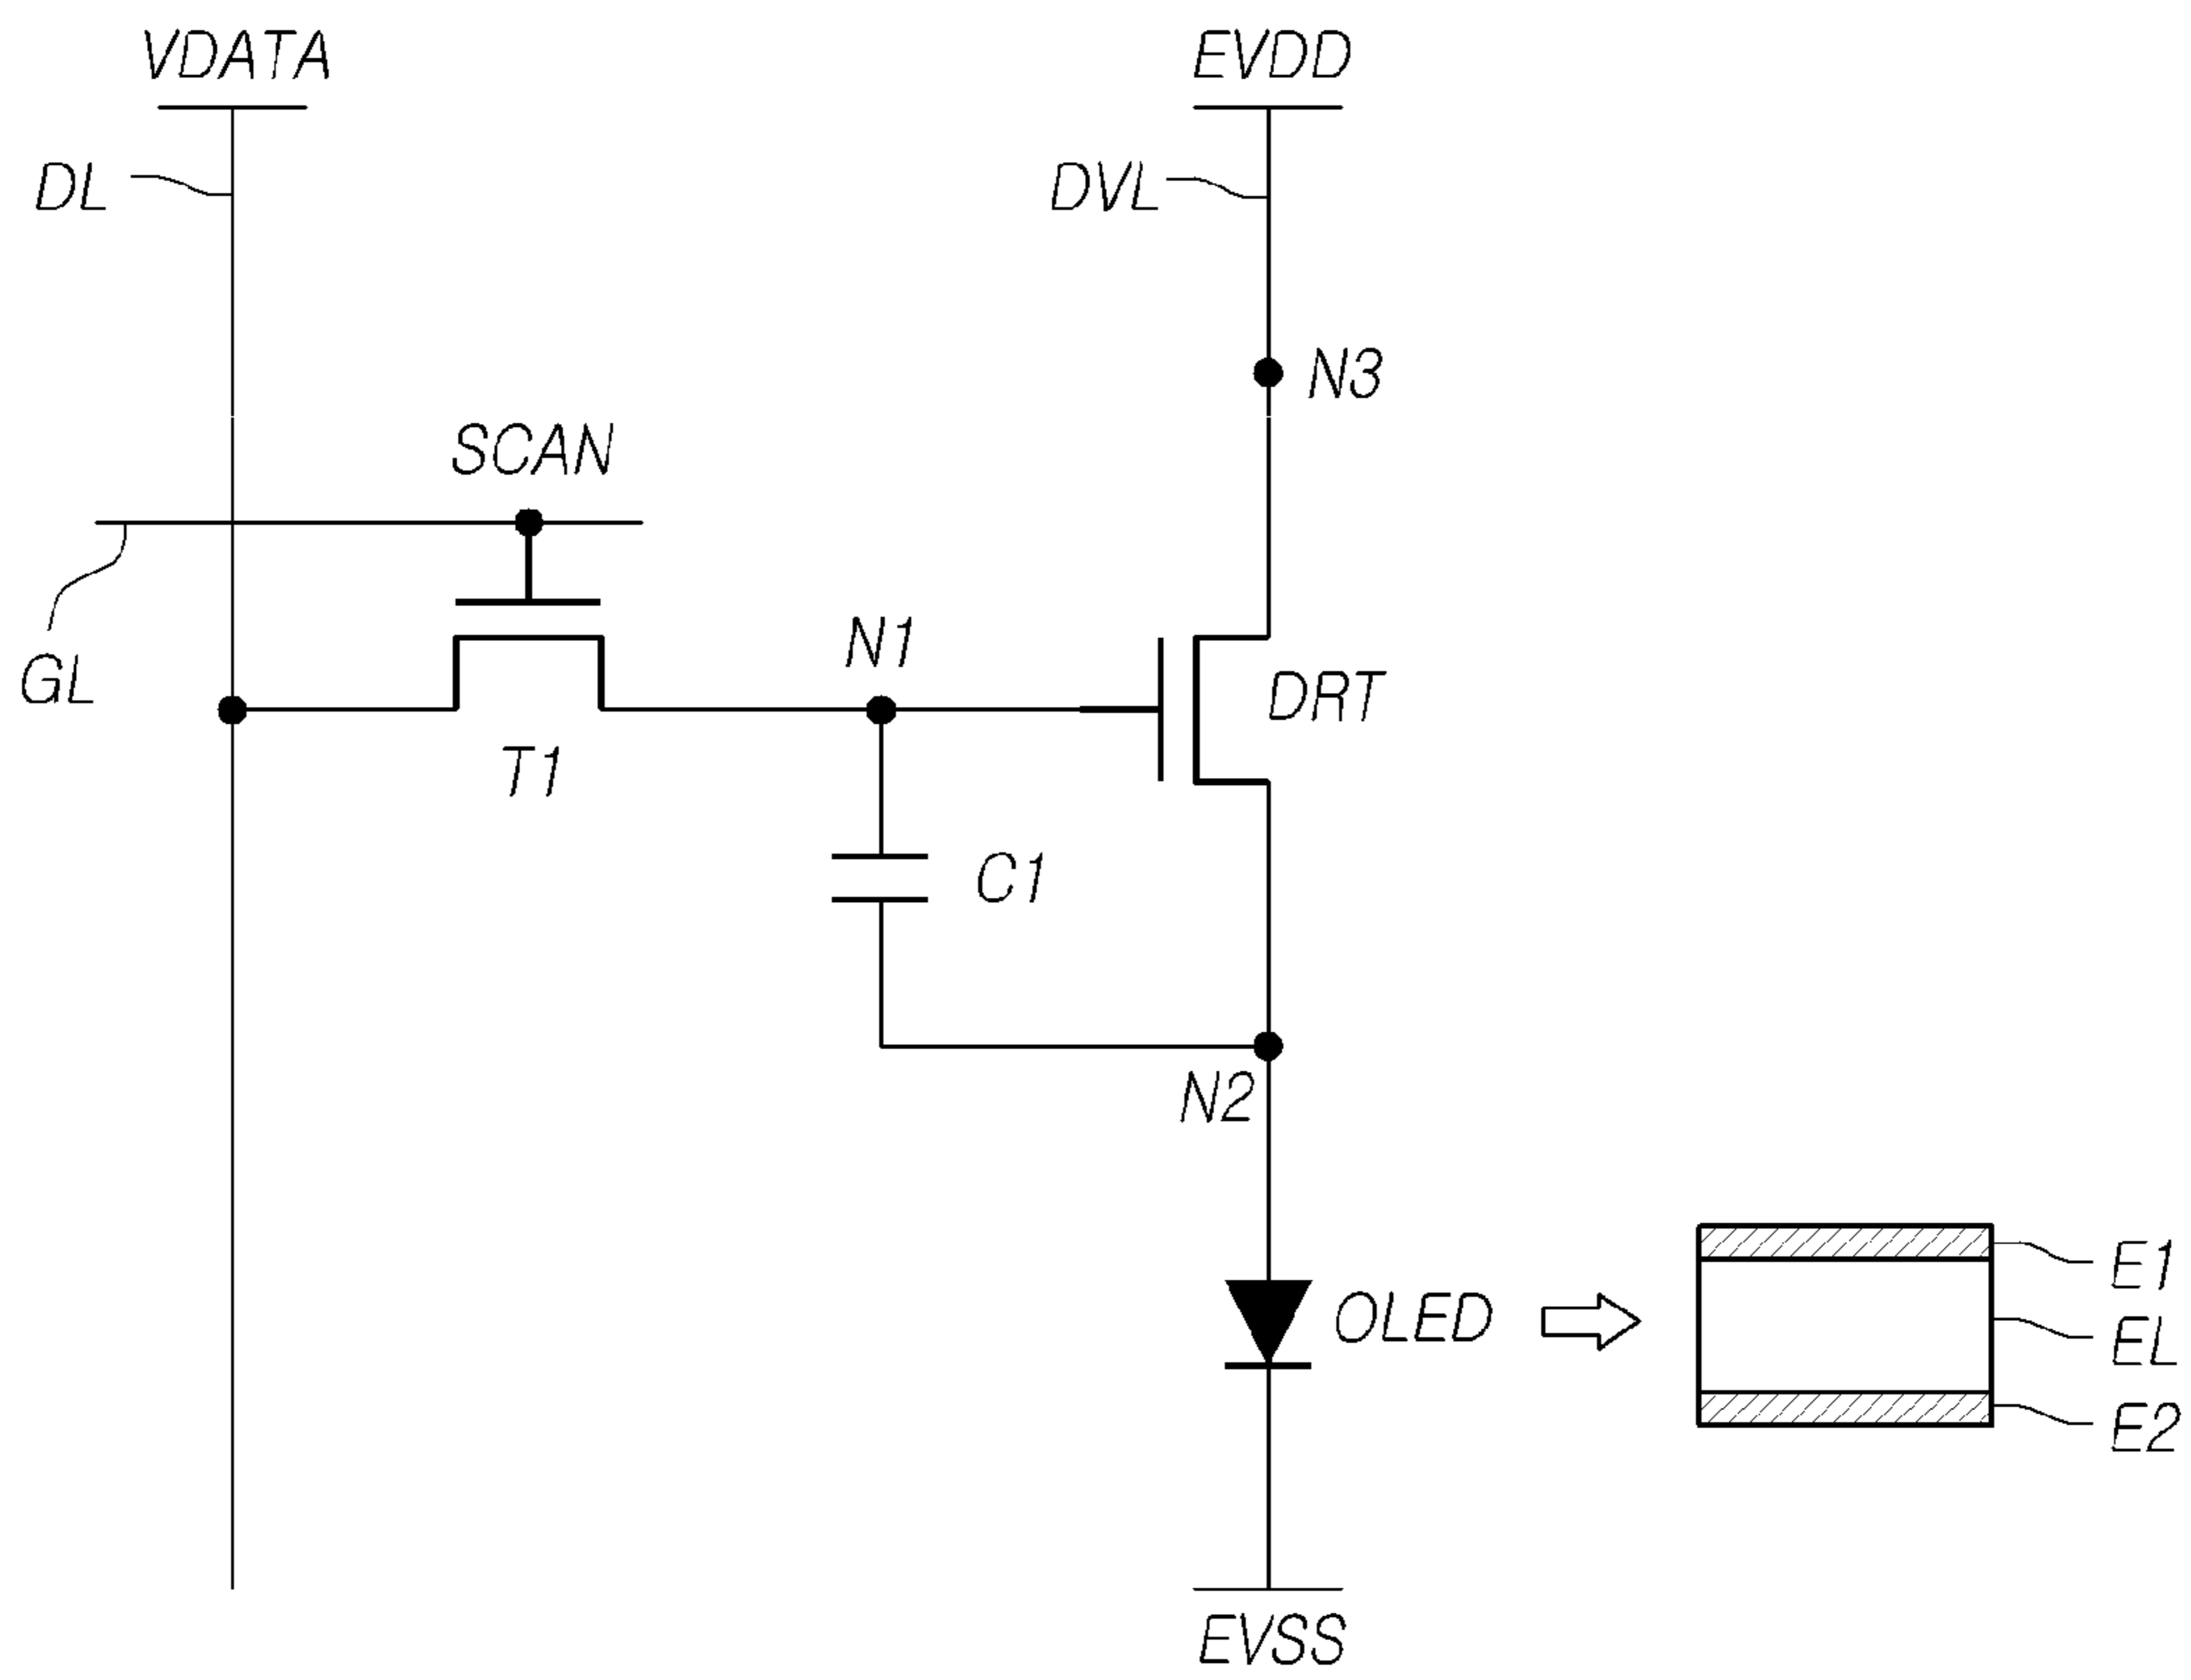 VDATA
EVDD
DL
DVL
N3
SCAN
N1
GL
DRT
T1
C1
N2
E1
OLED
EL
E2
EVSS